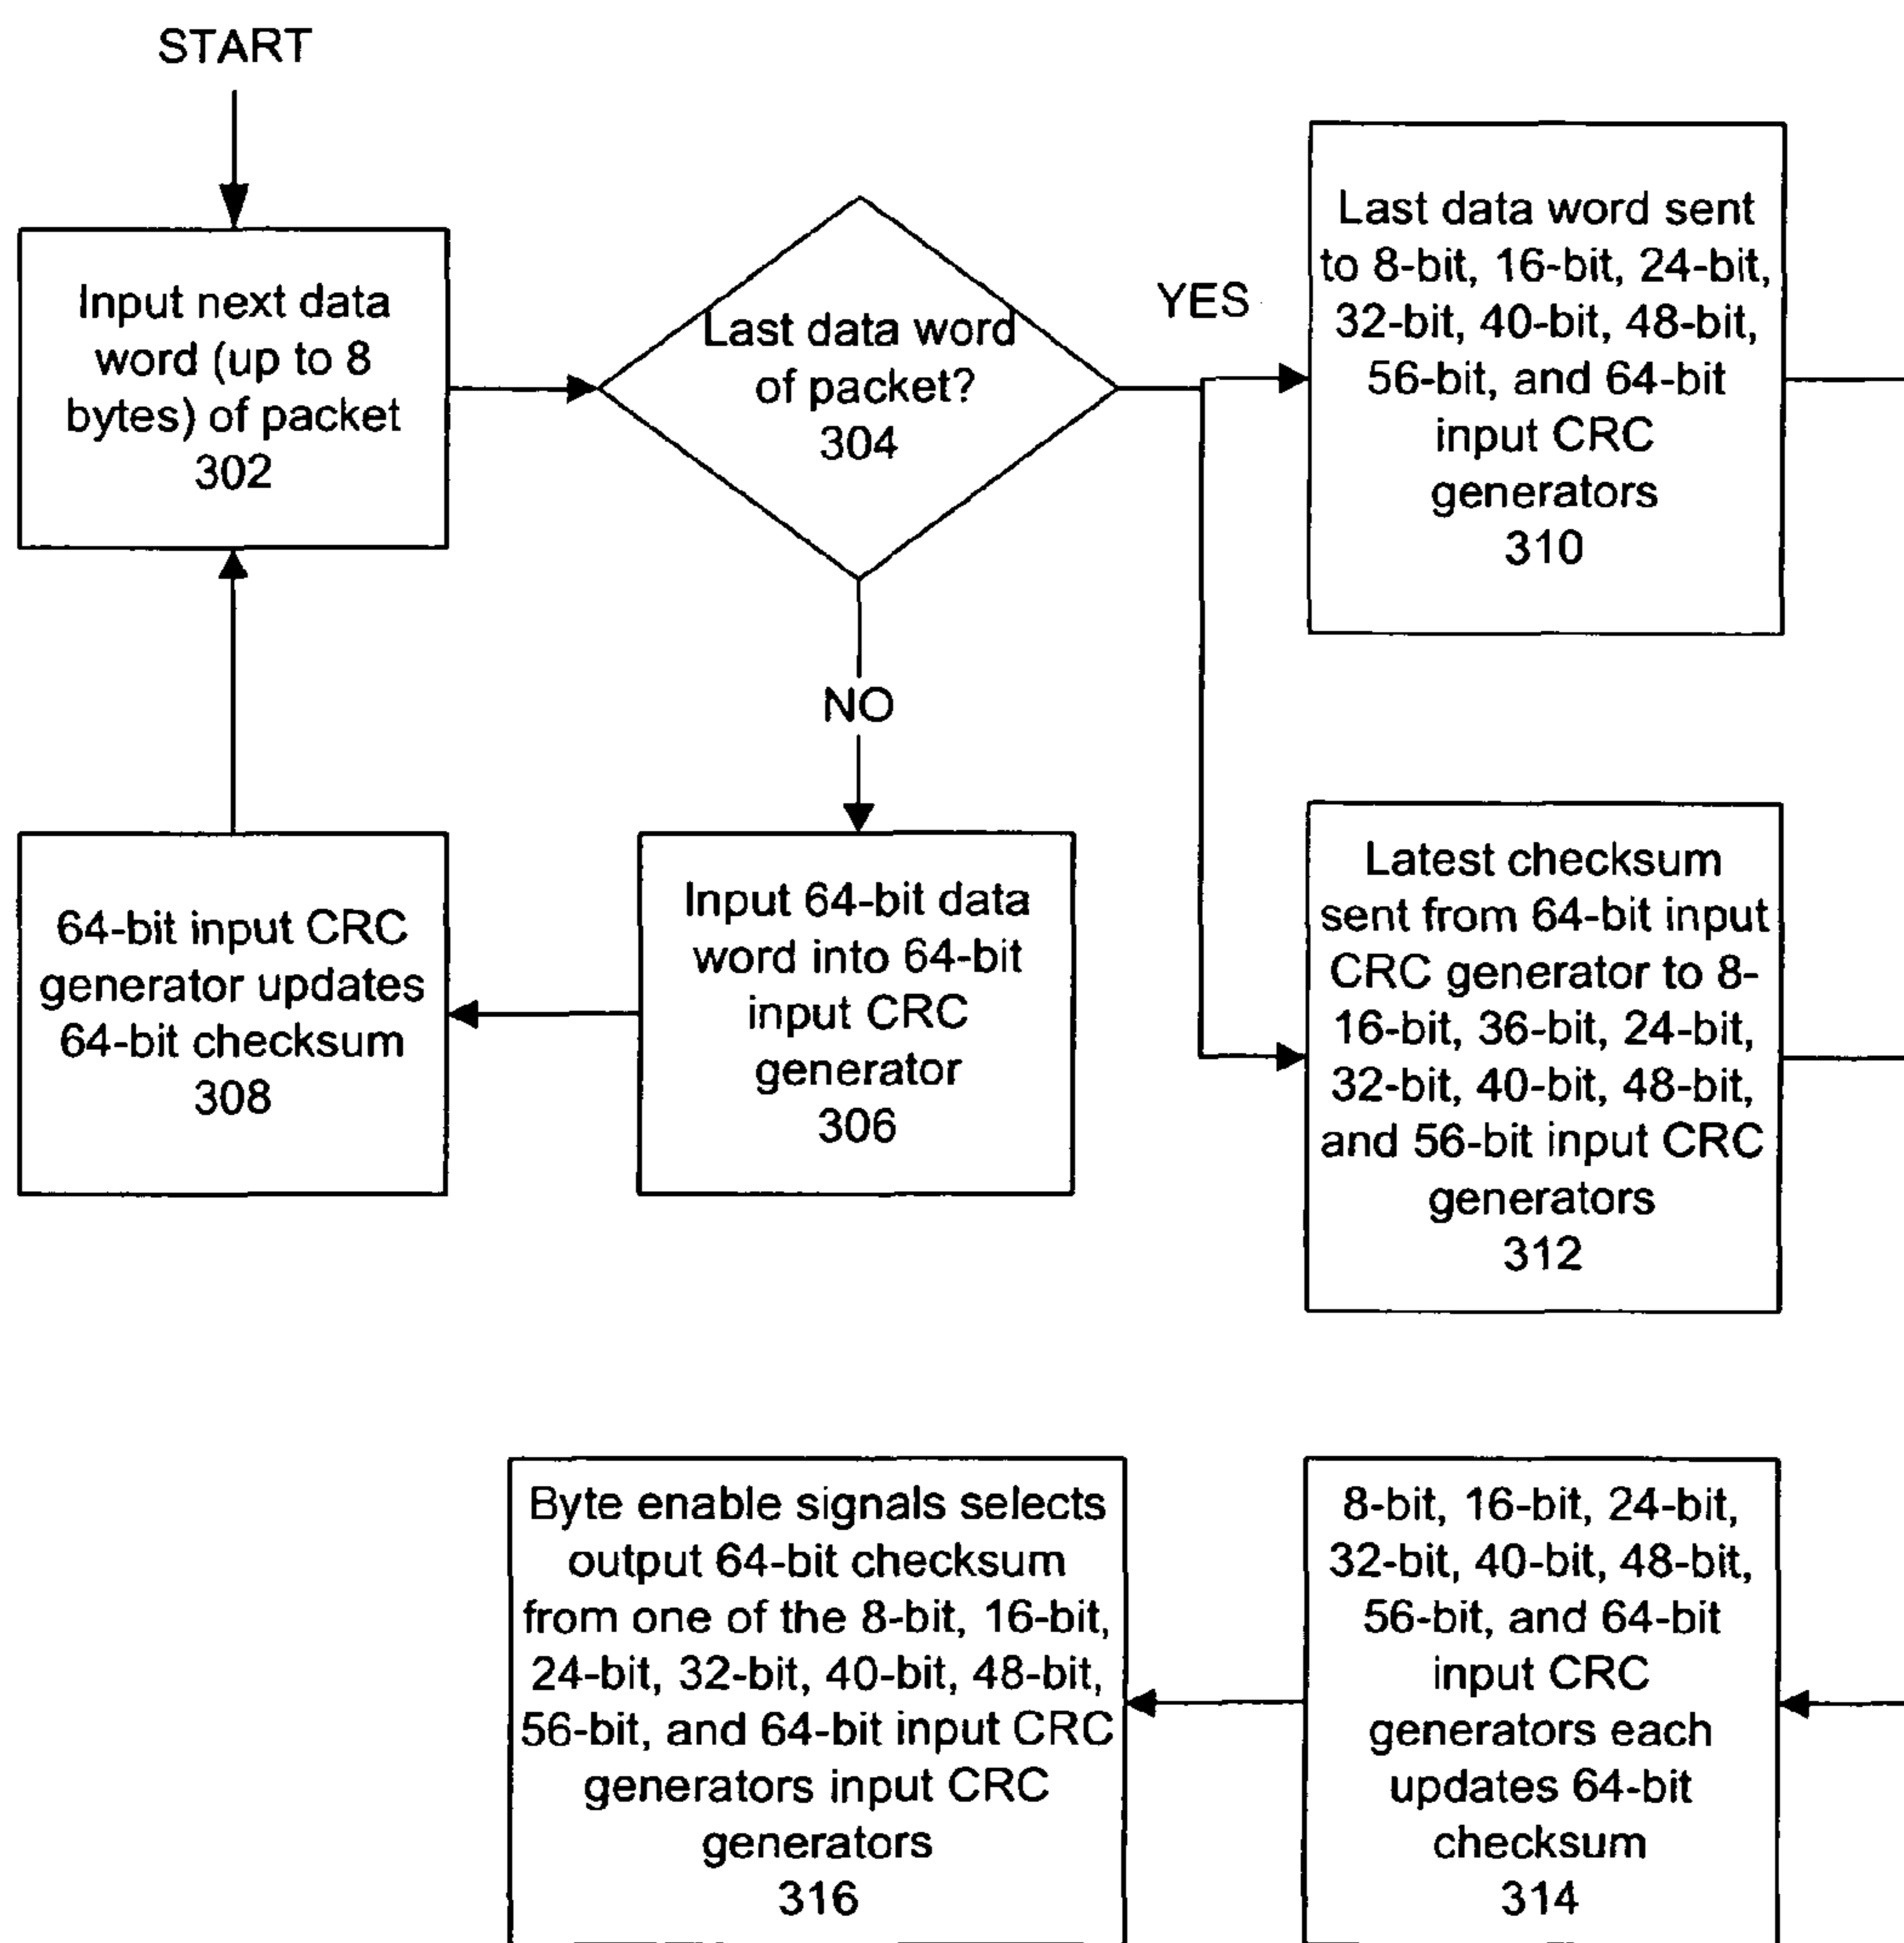 START
Input next data
word (up to 8
bytes) of packet
302
Last data word
of packet?
304
YES
NO
Last data word sent
to 8-bit, 16-bit, 24-bit,
32-bit, 40-bit, 48-bit,
56-bit, and 64-bit
input CRC
generators
310
64-bit input CRC
generator updates
64-bit checksum
308
Input 64-bit data
word into 64-bit
input CRC
generator
306
Latest checksum
sent from 64-bit input
CRC generator to 8-
16-bit, 36-bit, 24-bit,
32-bit, 40-bit, 48-bit,
and 56-bit input CRC
generators
312
8-bit, 16-bit, 24-bit,
32-bit, 40-bit, 48-bit,
56-bit, and 64-bit
input CRC
generators each
updates 64-bit
checksum
314
Byte enable signals selects
output 64-bit checksum
from one of the 8-bit, 16-bit,
24-bit, 32-bit, 40-bit, 48-bit,
56-bit, and 64-bit input CRC
generators input CRC
generators
316